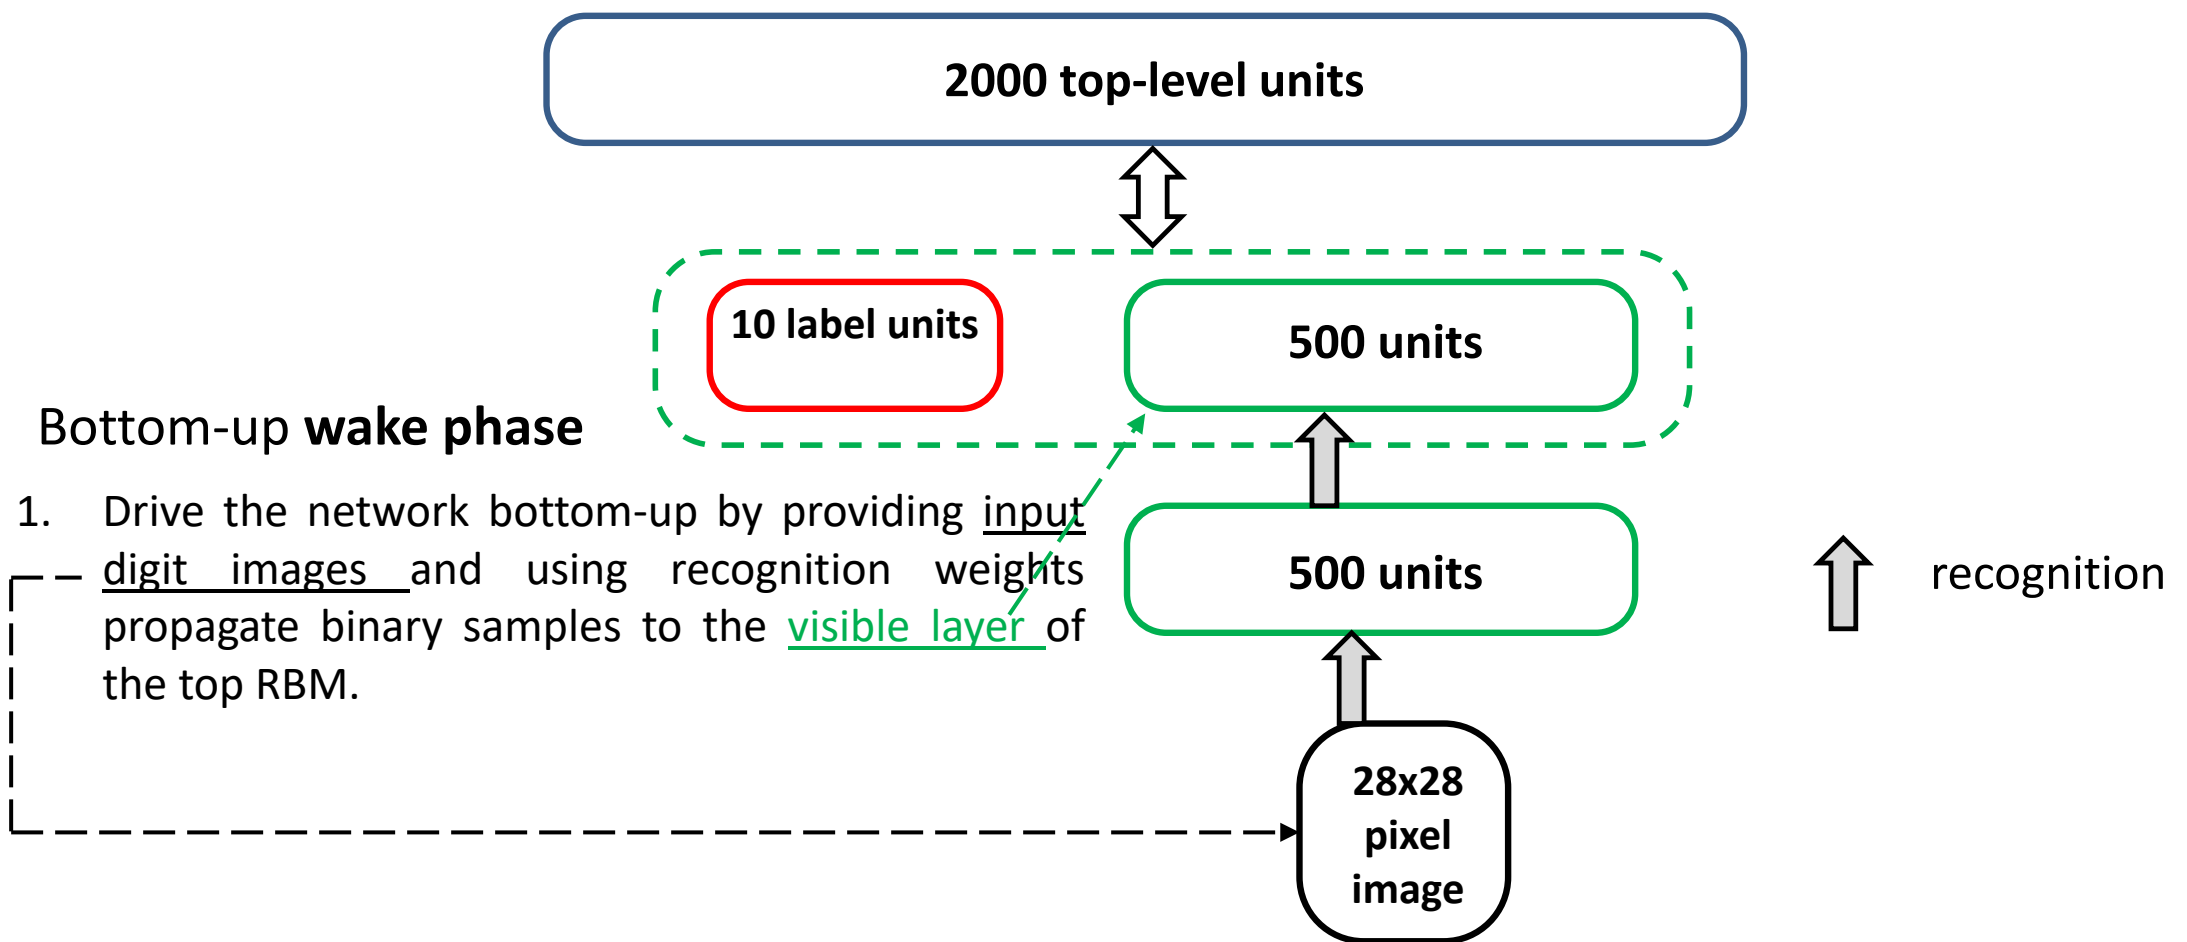 2000 top-level units
10 label units
500 units
Bottom-up wake phase
1. Drive the network bottom-up by providing input
digit images and using recognition weights
propagate binary samples to the visible layer of
the top RBM.
500 units
recognition
28x28
pixel
image